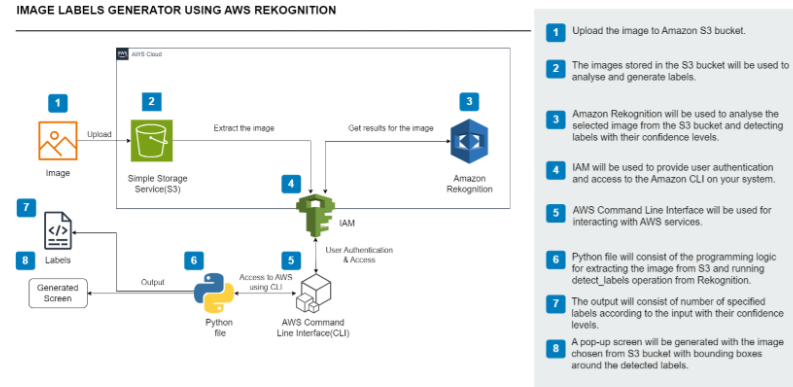 IMAGE LABELS GENERATOR USING AWS REKOGNITION
aws
AWS Cloud
1
2
3
Upload
Extract the image
Get results for the image
Image
Simple Storage
Service(S3)
Amazon
Rekognition
4
IAM
7
Labels
User Authentication
& Access
8
6
5
Generated
Screen
Output
Access to AWS
using CLI
Python
file
AWS Command
Line Interface(CLI)
1
Upload the image to Amazon S3 bucket.
2
The images stored in the S3 bucket will be used to
analyse and generate labels.
3
Amazon Rekognition will be used to analyse the
selected image from the S3 bucket and detecting
labels with their confidence levels.
4
IAM will be used to provide user authentication
and access to the Amazon CLI on your system.
5
AWS Command Line Interface will be used for
interacting with AWS services.
6
Python file will consist of the programming logic
for extracting the image from S3 and running
detect_labels operation from Rekognition.
7
The output will consist of number of specified
labels according to the input with their confidence
levels.
8
A pop-up screen will be generated with the image
chosen from S3 bucket with bounding boxes
around the detected labels.